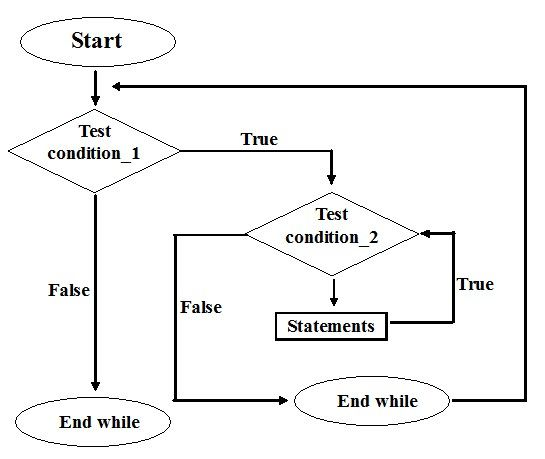 Start
Test
condition_1
True
Test
condition_2
False
False
True
Statements
End while
End while